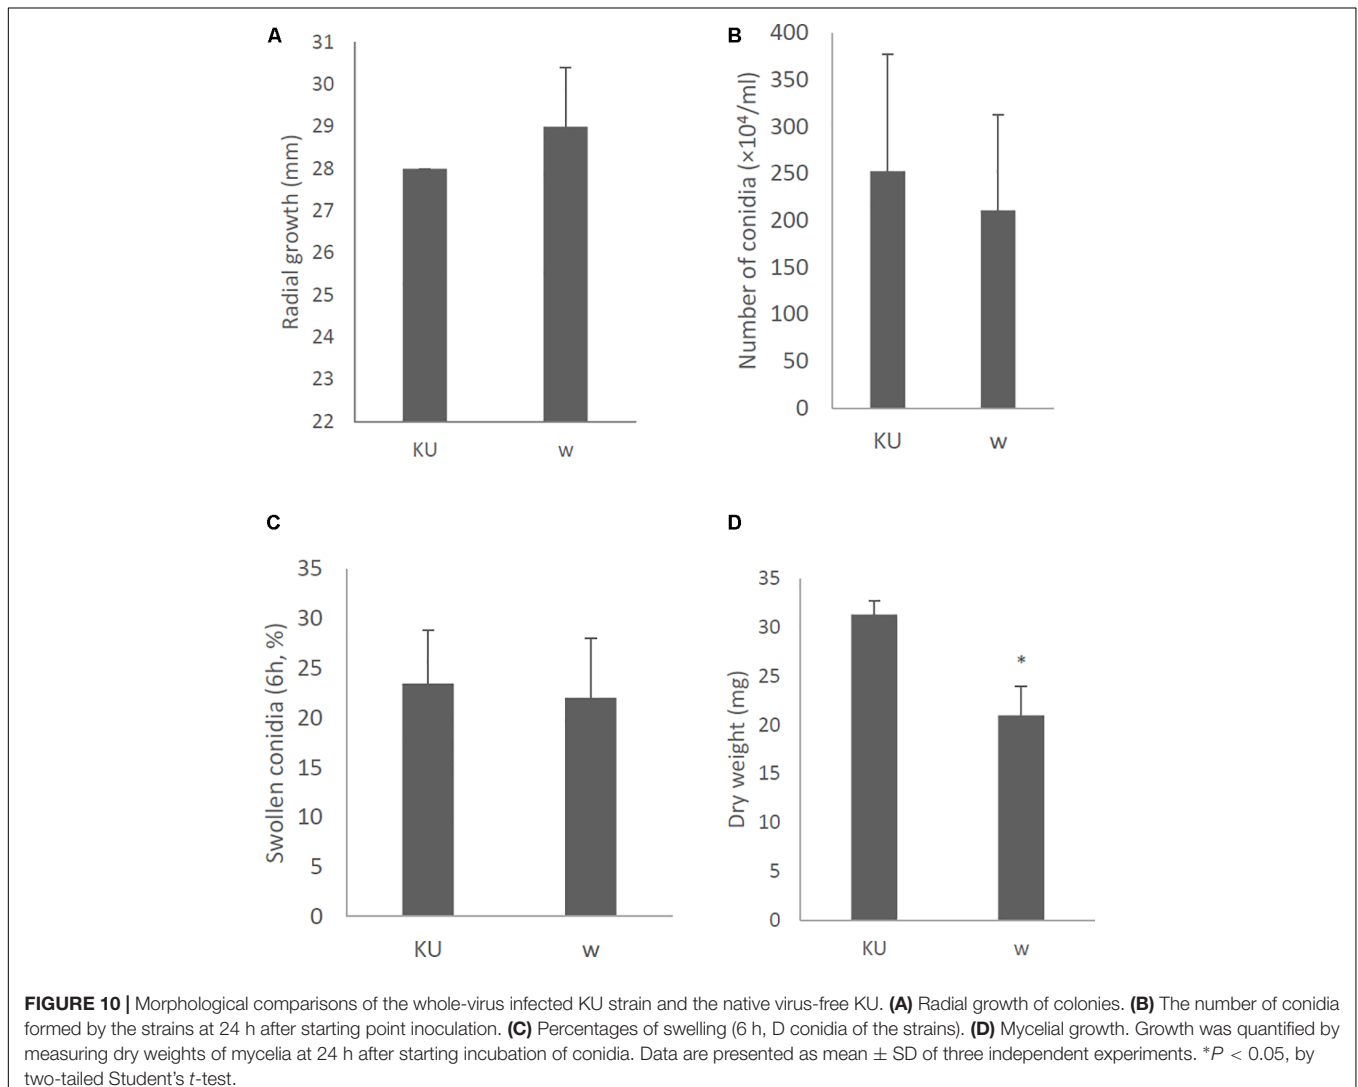 A
31
30
29
28
27
26
25
24
23
22
Radial growth (mm)
KU
w
B
400
350
300
250
200
150
100
50
0
Number of conidia (×10⁴/ml)
KU
w
C
35
30
25
20
15
10
5
0
Swollen conidia (6h, %)
KU
w
D
35
30
25
20
15
10
5
0
Dry weight (mg)
*
KU
w
FIGURE 10 | Morphological comparisons of the whole-virus infected KU strain and the native virus-free KU. (A) Radial growth of colonies. (B) The number of conidia
formed by the strains at 24 h after starting point inoculation. (C) Percentages of swelling (6 h, D conidia of the strains). (D) Mycelial growth. Growth was quantified by
measuring dry weights of mycelia at 24 h after starting incubation of conidia. Data are presented as mean ± SD of three independent experiments. *P < 0.05, by
two-tailed Student's t-test.